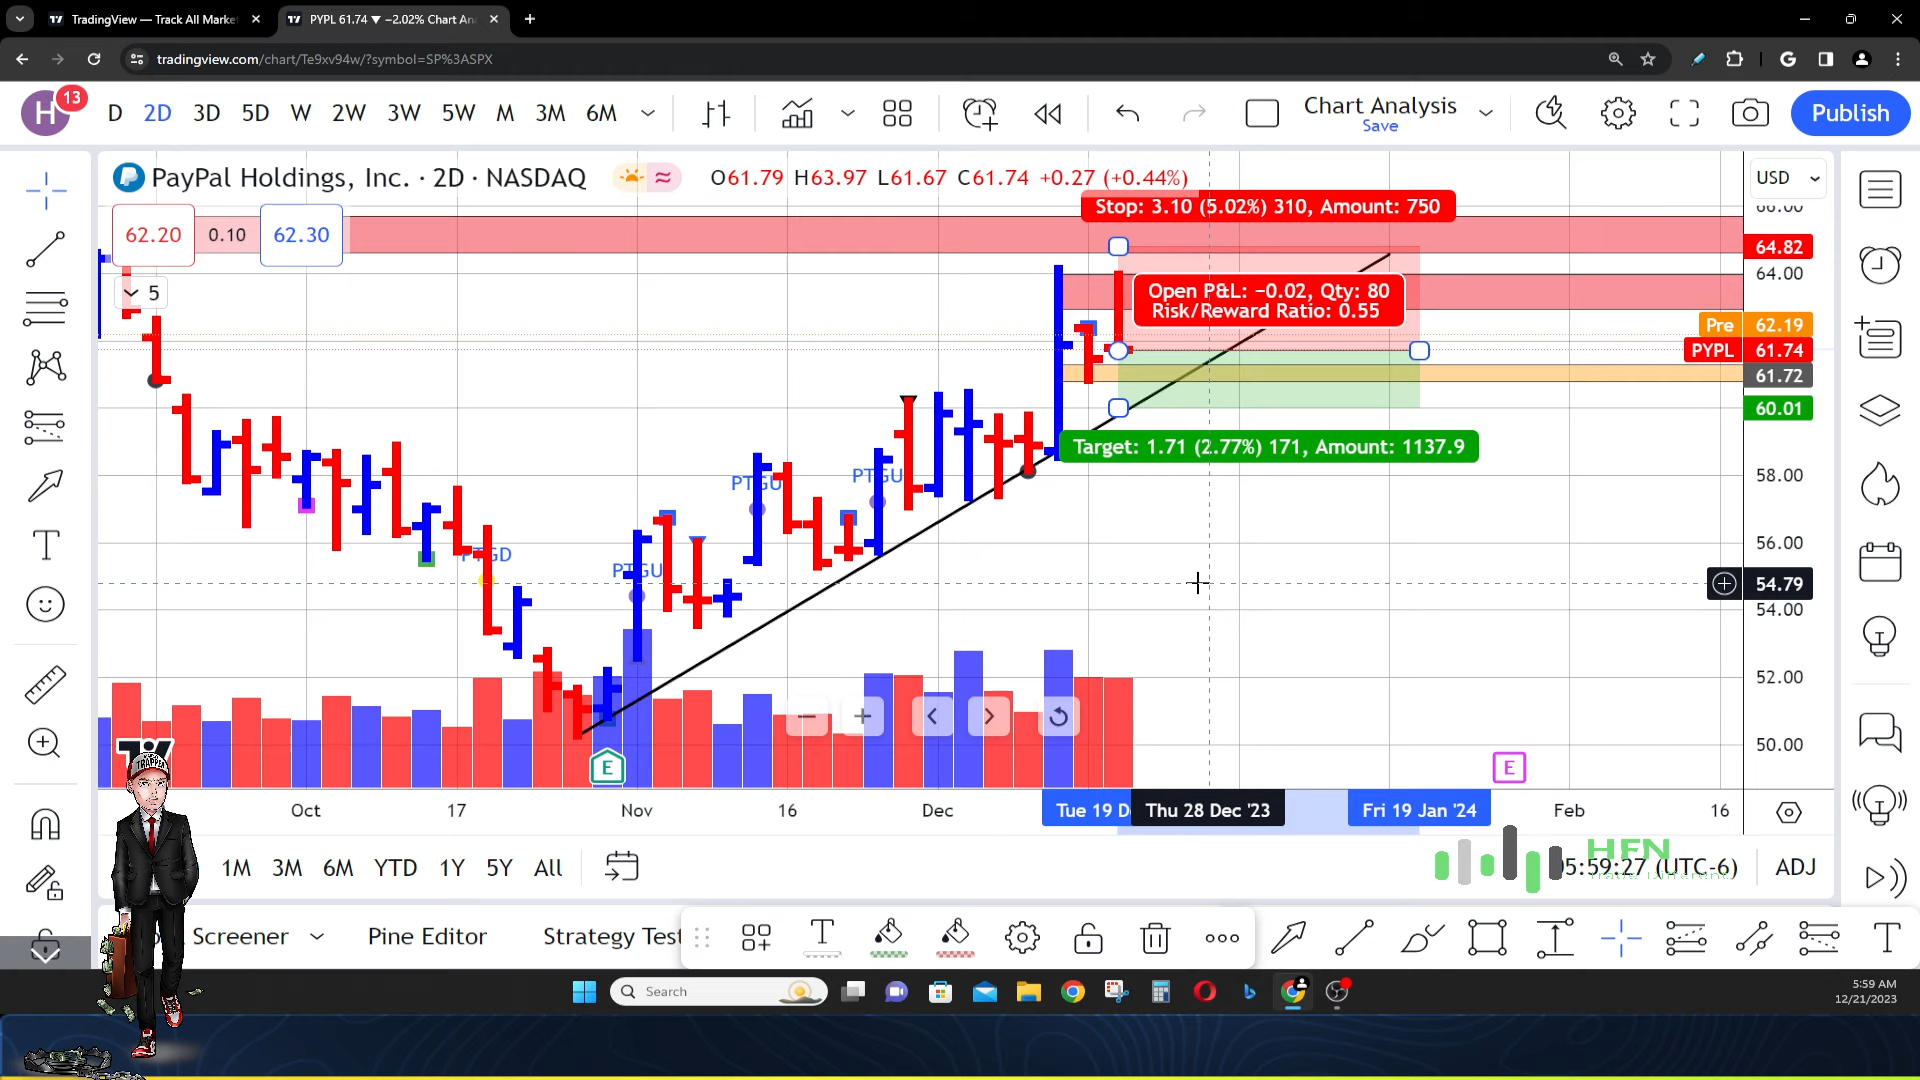 TradingView — Track All Marke
PYPL 61.74 ▼ −2.02% Chart An
tradingview.com/chart/Te9xv94w/?symbol=SP%3ASPX
H
13
D 2D 3D 5D W 2W 3W 5W M 3M 6M
Chart Analysis
Save
Publish
PayPal Holdings, Inc. · 2D · NASDAQ
O61.79 H63.97 L61.67 C61.74 +0.27 (+0.44%)
USD
Stop: 3.10 (5.02%) 310, Amount: 750
66.00
62.20
0.10
62.30
64.82
64.00
5
Open P&L: −0.02, Qty: 80
Risk/Reward Ratio: 0.55
Pre 62.19
PYPL 61.74
61.72
60.01
Target: 1.71 (2.77%) 171, Amount: 1137.9
58.00
PTGU
PTGU
56.00
PTGD
PTGU
54.79
54.00
52.00
50.00
E
E
Oct 17 Nov 16 Dec
Tue 19 D
Thu 28 Dec '23
Fri 19 Jan '24
Feb 16
TRAPPER
1M 3M 6M YTD 1Y 5Y All
HFN
05:59:27 (UTC-6)
ADJ
Screener
Pine Editor
Strategy Test
Search
5:59 AM
12/21/2023